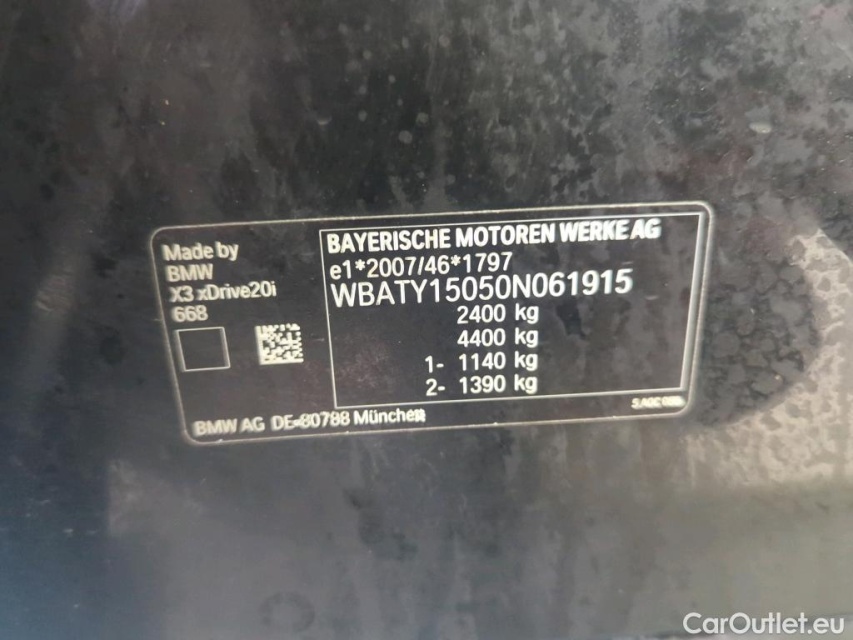 Made by
BMW
X3 xDrive20i
668
BAYERISCHE MOTOREN WERKE AG
e1*2007/46*1797
WBATY15050N061915
2400 kg
4400 kg
1- 1140 kg
2- 1390 kg
BMW AG DE-80788 München
CarOutlet.eu